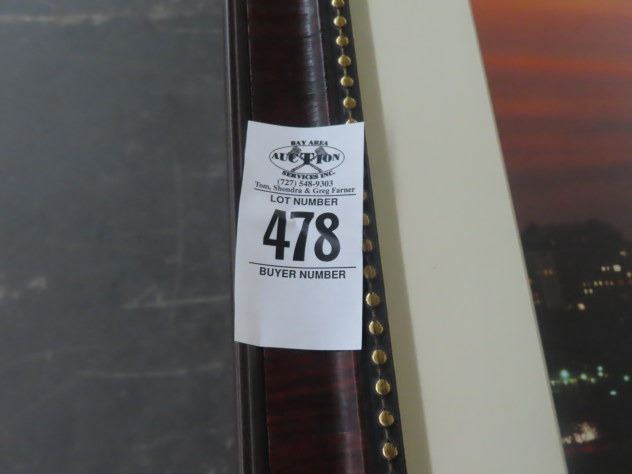 BAY AREA
AUCTION
SERVICES INC.
(727) 548-9303
Tom, Shondra & Greg Farner
LOT NUMBER
478
BUYER NUMBER